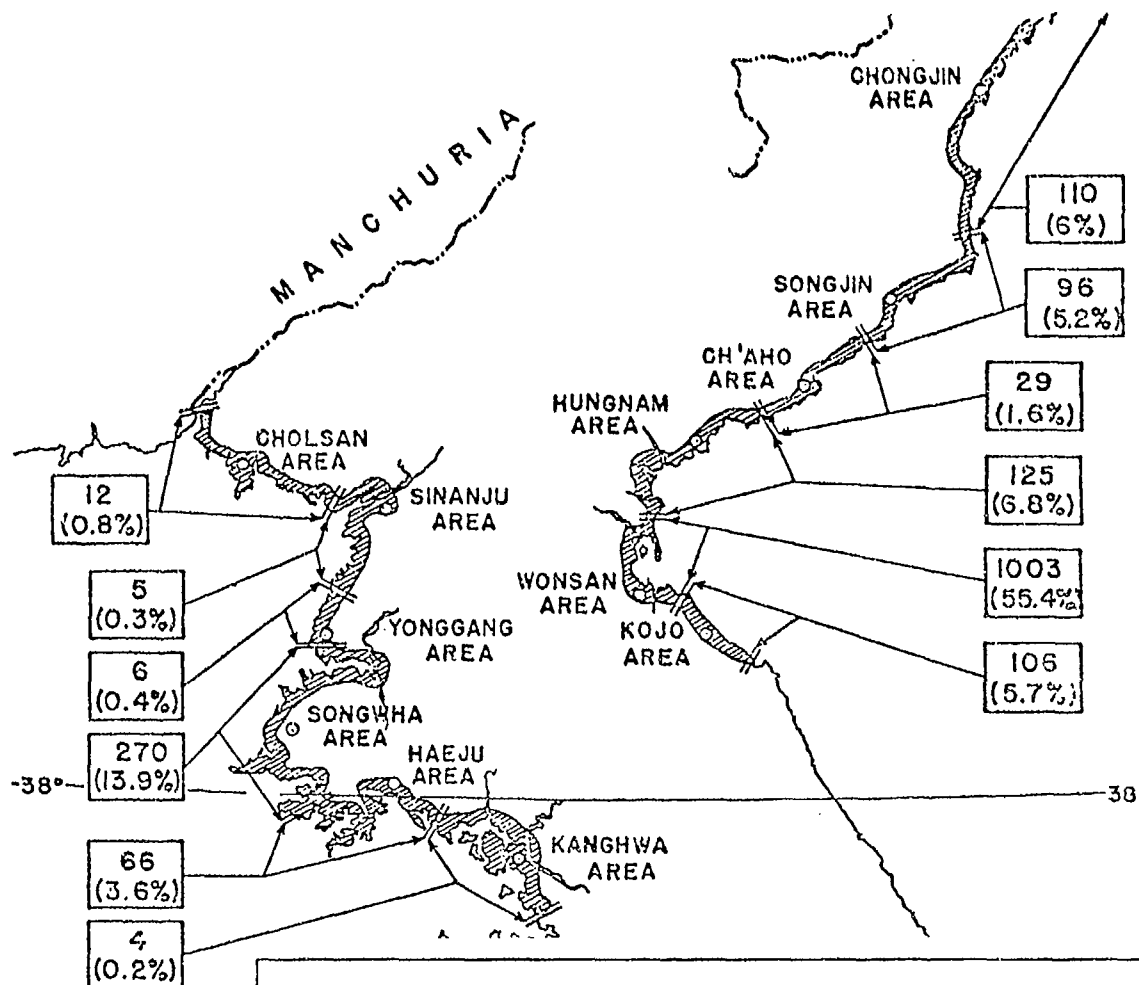 CHONGJIN
AREA
MANCHURIA
110
(6%)
SONGJIN
AREA
96
(5.2%)
CH'AHO
AREA
29
(1.6%)
HUNGNAM
AREA
CHOLSAN
AREA
12
(0.8%)
SINANJU
AREA
125
(6.8%)
5
(0.3%)
WONSAN
AREA
1003
(55.4%)
KOJO
AREA
YONGGANG
AREA
6
(0.4%)
106
(5.7%)
SONGWHA
AREA
270
(13.9%)
HAEJU
AREA
-38°
38
66
(3.6%)
KANGHWA
AREA
4
(0.2%)